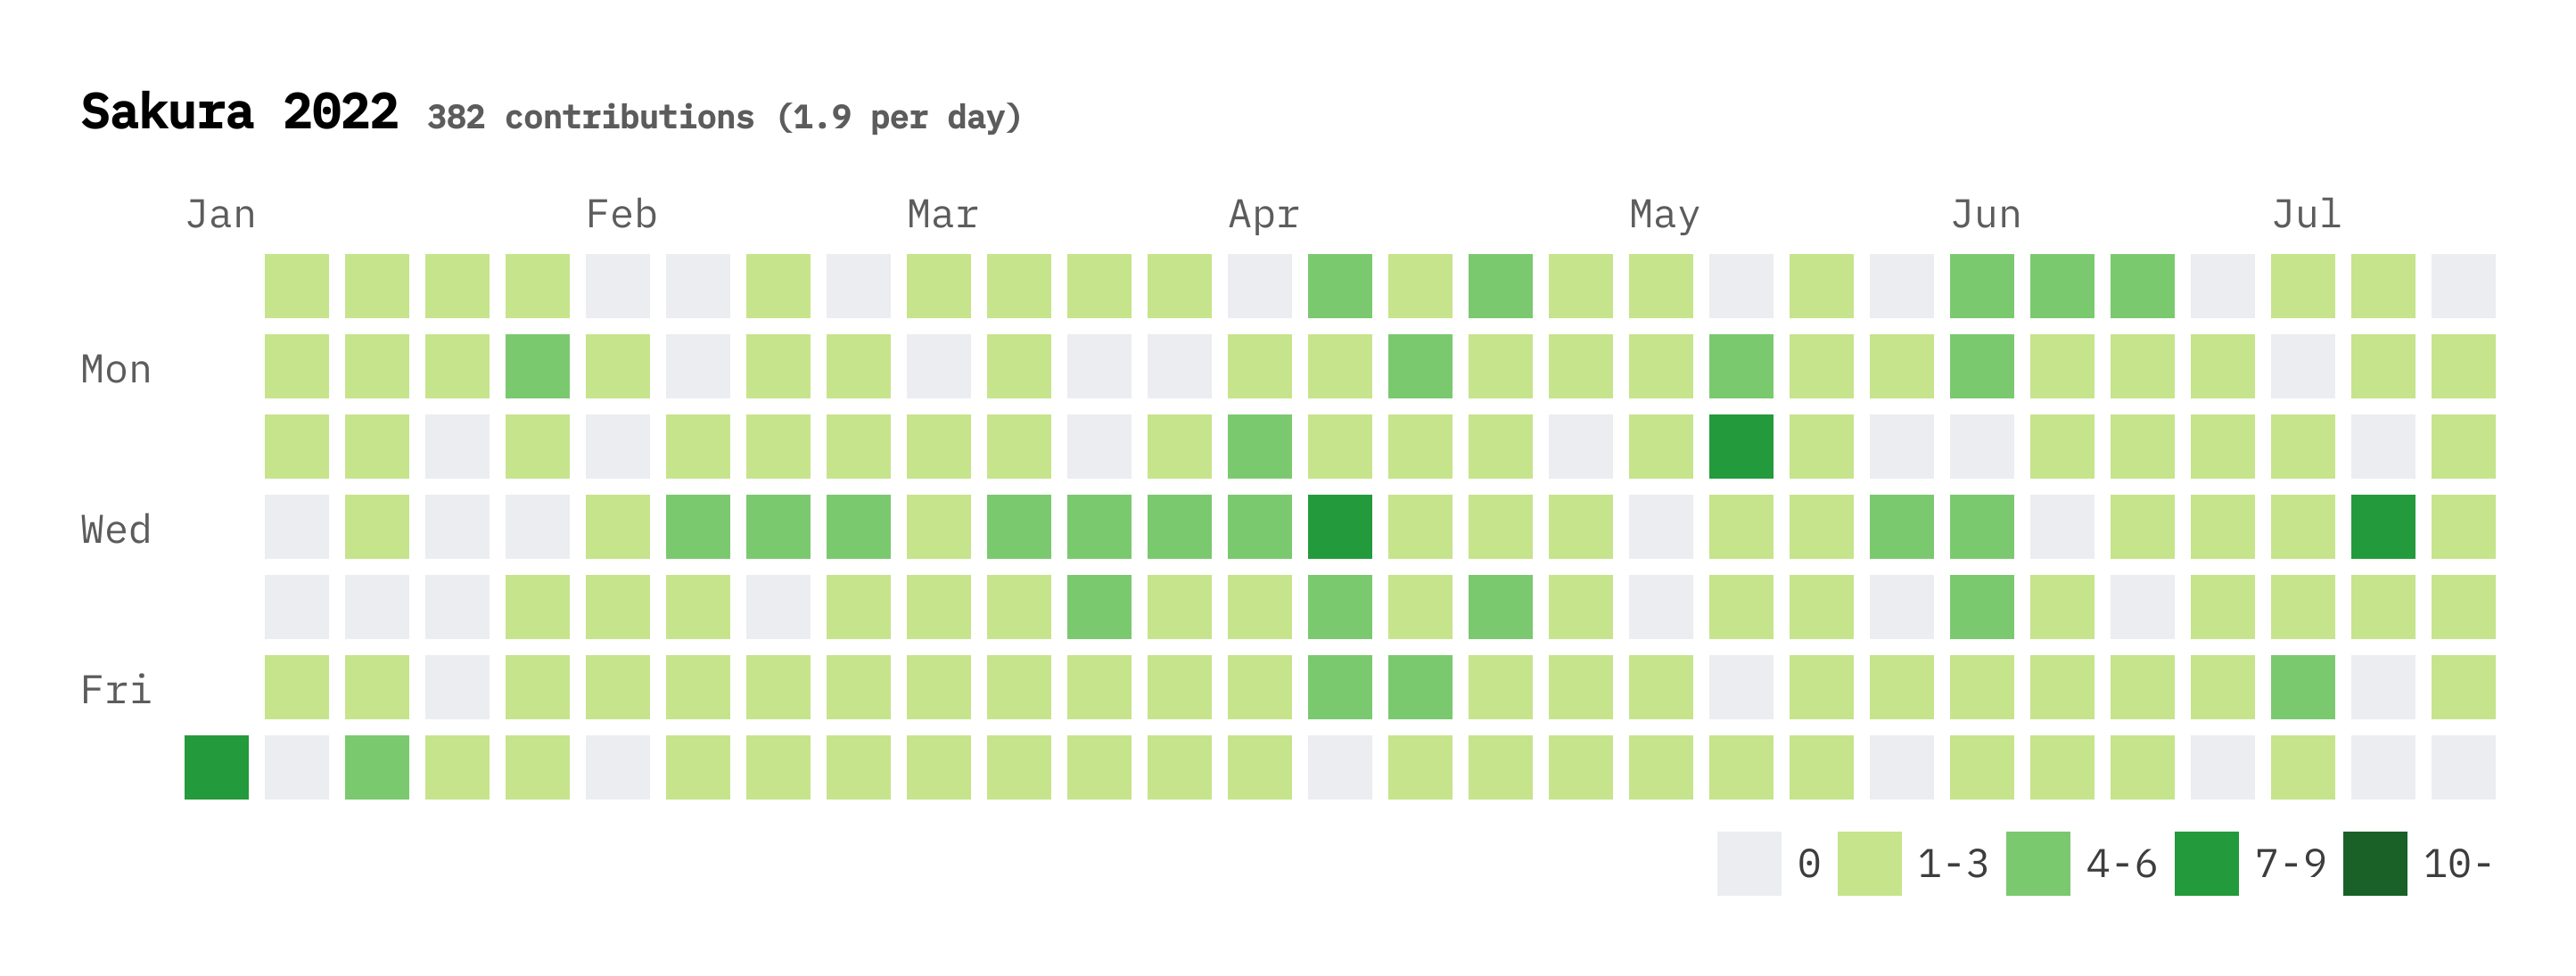 Sakura 2022 382 contributions (1.9 per day)
Jan Feb Mar Apr May Jun Jul
Mon
Wed
Fri
0 1-3 4-6 7-9 10-